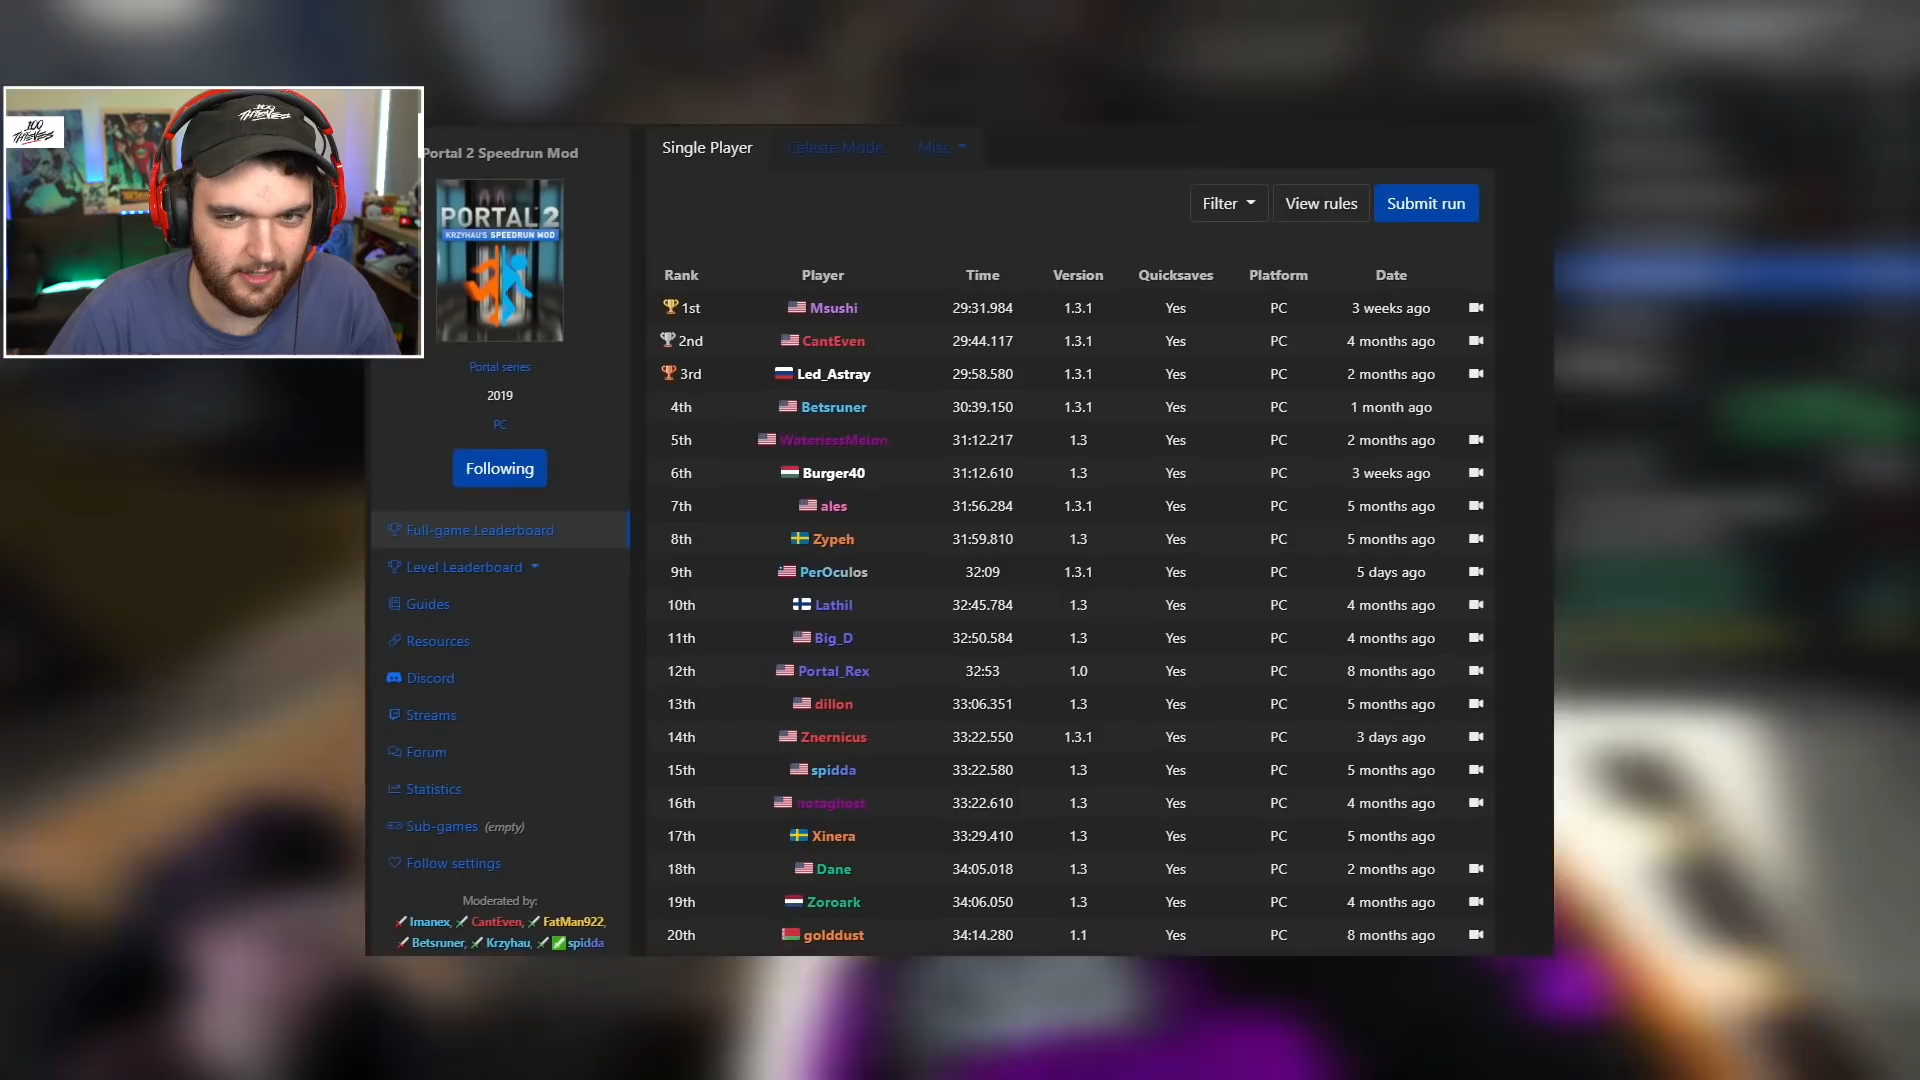 100
THIEVES
100
THIEVES
Portal 2 Speedrun Mod
PORTAL 2
KRZYHAU'S SPEEDRUN MOD
Portal series
2019
PC
Following
Full-game Leaderboard
Level Leaderboard
Guides
Resources
Discord
Streams
Forum
Statistics
Sub-games (empty)
Follow settings
Moderated by:
Imanex, CantEven, FatMan922,
Betsruner, Krzyhau, spidda
Single Player Celeste Mode Misc
Filter View rules Submit run
Rank Player Time Version Quicksaves Platform Date
1st Msushi 29:31.984 1.3.1 Yes PC 3 weeks ago
2nd CantEven 29:44.117 1.3.1 Yes PC 4 months ago
3rd Led_Astray 29:58.580 1.3.1 Yes PC 2 months ago
4th Betsruner 30:39.150 1.3.1 Yes PC 1 month ago
5th WaterlessMelon 31:12.217 1.3 Yes PC 2 months ago
6th Burger40 31:12.610 1.3 Yes PC 3 weeks ago
7th ales 31:56.284 1.3.1 Yes PC 5 months ago
8th Zypeh 31:59.810 1.3 Yes PC 5 months ago
9th PerOculos 32:09 1.3.1 Yes PC 5 days ago
10th Lathil 32:45.784 1.3 Yes PC 4 months ago
11th Big_D 32:50.584 1.3 Yes PC 4 months ago
12th Portal_Rex 32:53 1.0 Yes PC 8 months ago
13th dillon 33:06.351 1.3 Yes PC 5 months ago
14th Znernicus 33:22.550 1.3.1 Yes PC 3 days ago
15th spidda 33:22.580 1.3 Yes PC 5 months ago
16th notaghost 33:22.610 1.3 Yes PC 4 months ago
17th Xinera 33:29.410 1.3 Yes PC 5 months ago
18th Dane 34:05.018 1.3 Yes PC 2 months ago
19th Zoroark 34:06.050 1.3 Yes PC 4 months ago
20th golddust 34:14.280 1.1 Yes PC 8 months ago